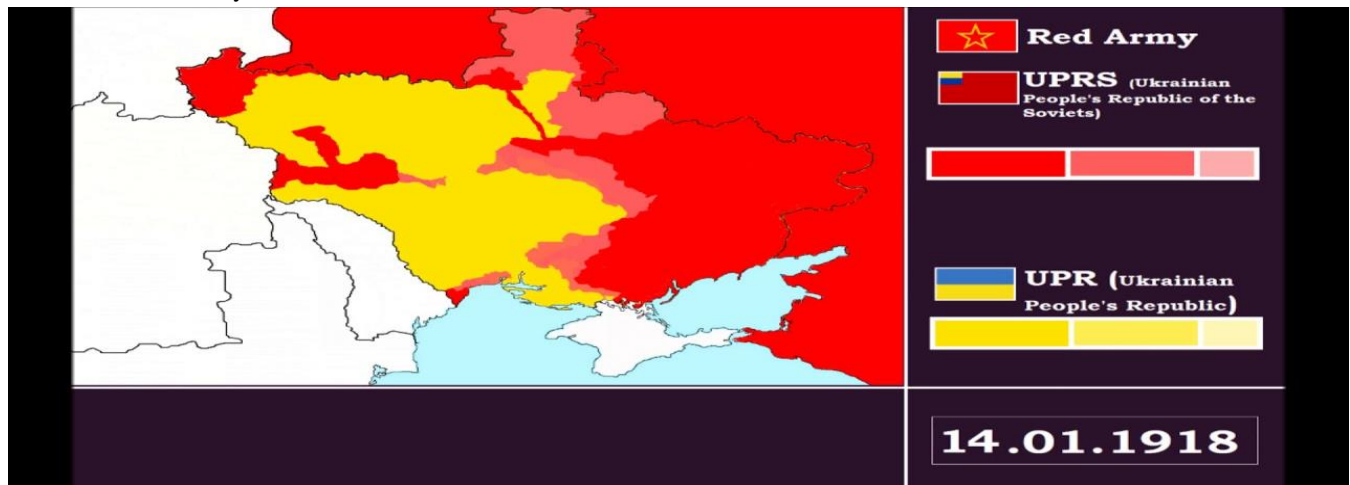 Red Army
UPRS (Ukrainian
People's Republic of the
Soviets)
UPR (Ukrainian
People's Republic)
14.01.1918